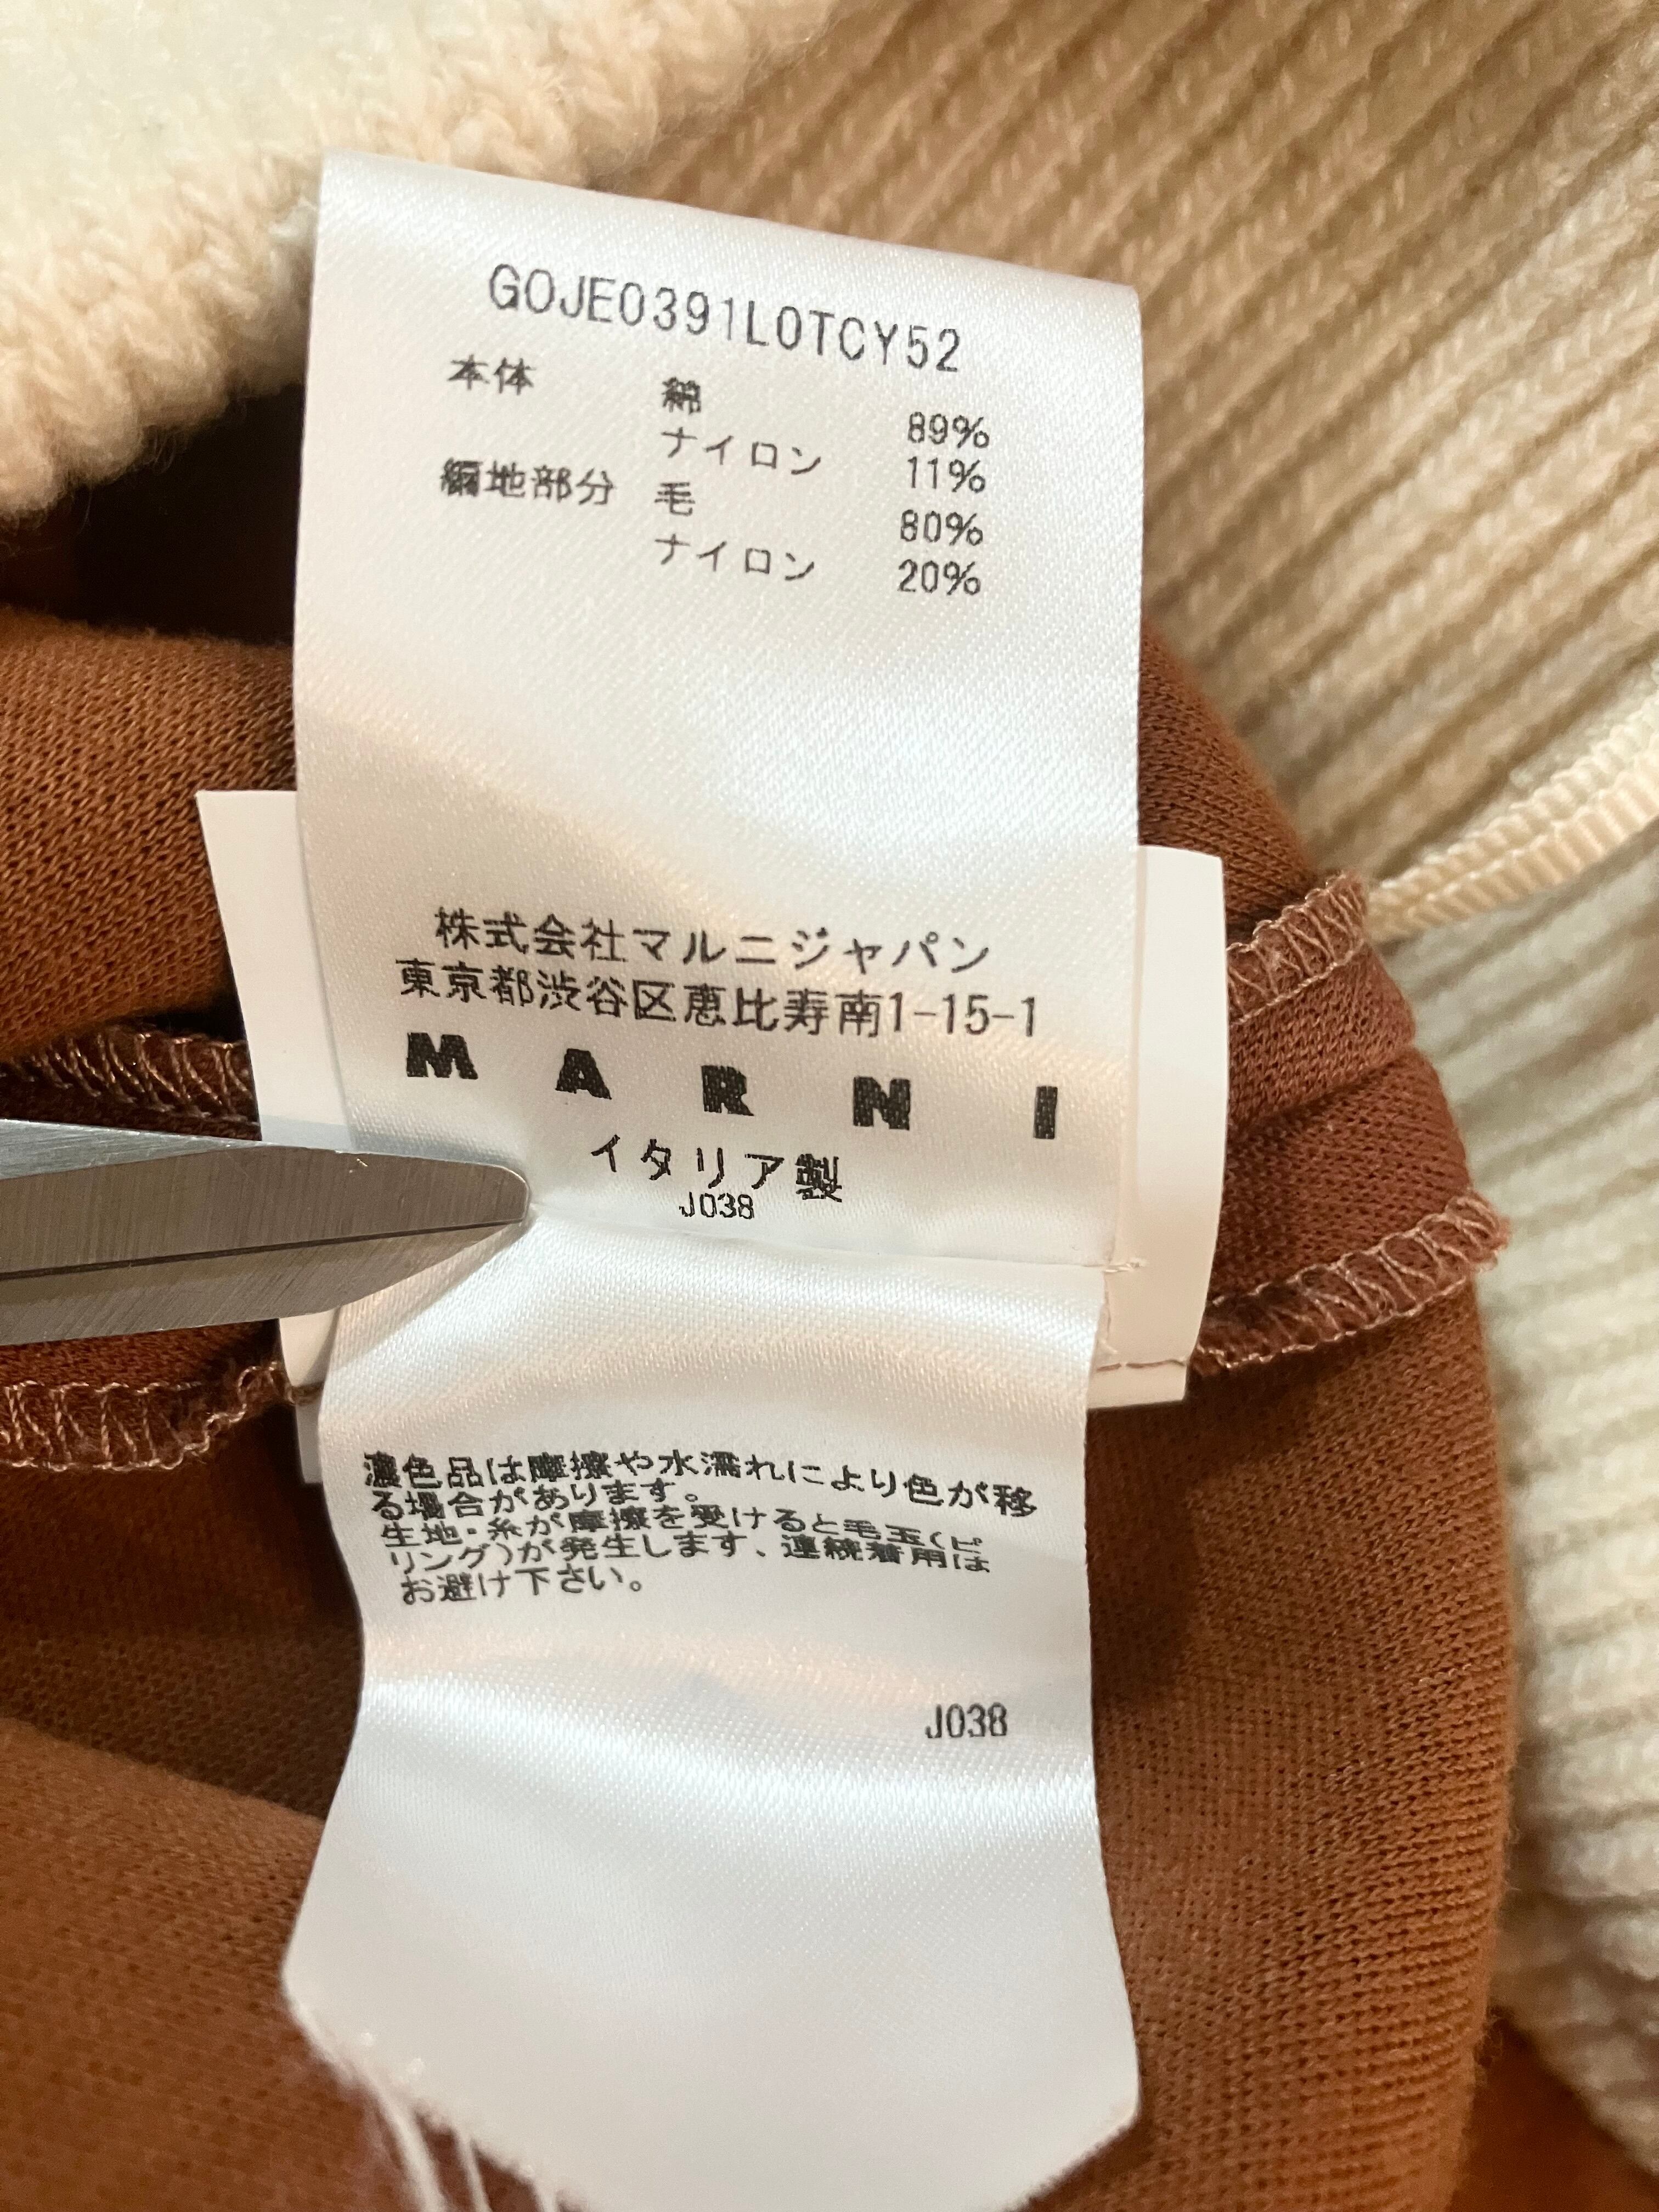 GOJE0391L0TCY52
本体 綿 89%
ナイロン 11%
編地部分 毛 80%
ナイロン 20%
株式会社マルニジャパン
東京都渋谷区恵比寿南1-15-1
MARNI
イタリア製
J038
濃色品は摩擦や水濡れにより色が移
る場合があります。
生地・糸が摩擦を受けると毛玉(ピ
リング)が発生します、連続着用は
お避け下さい。
J038